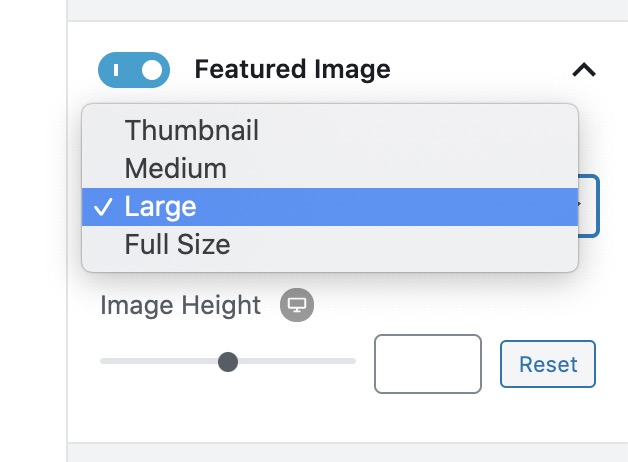 Featured Image
Thumbnail
Medium
Large
Full Size
Image Height
Reset